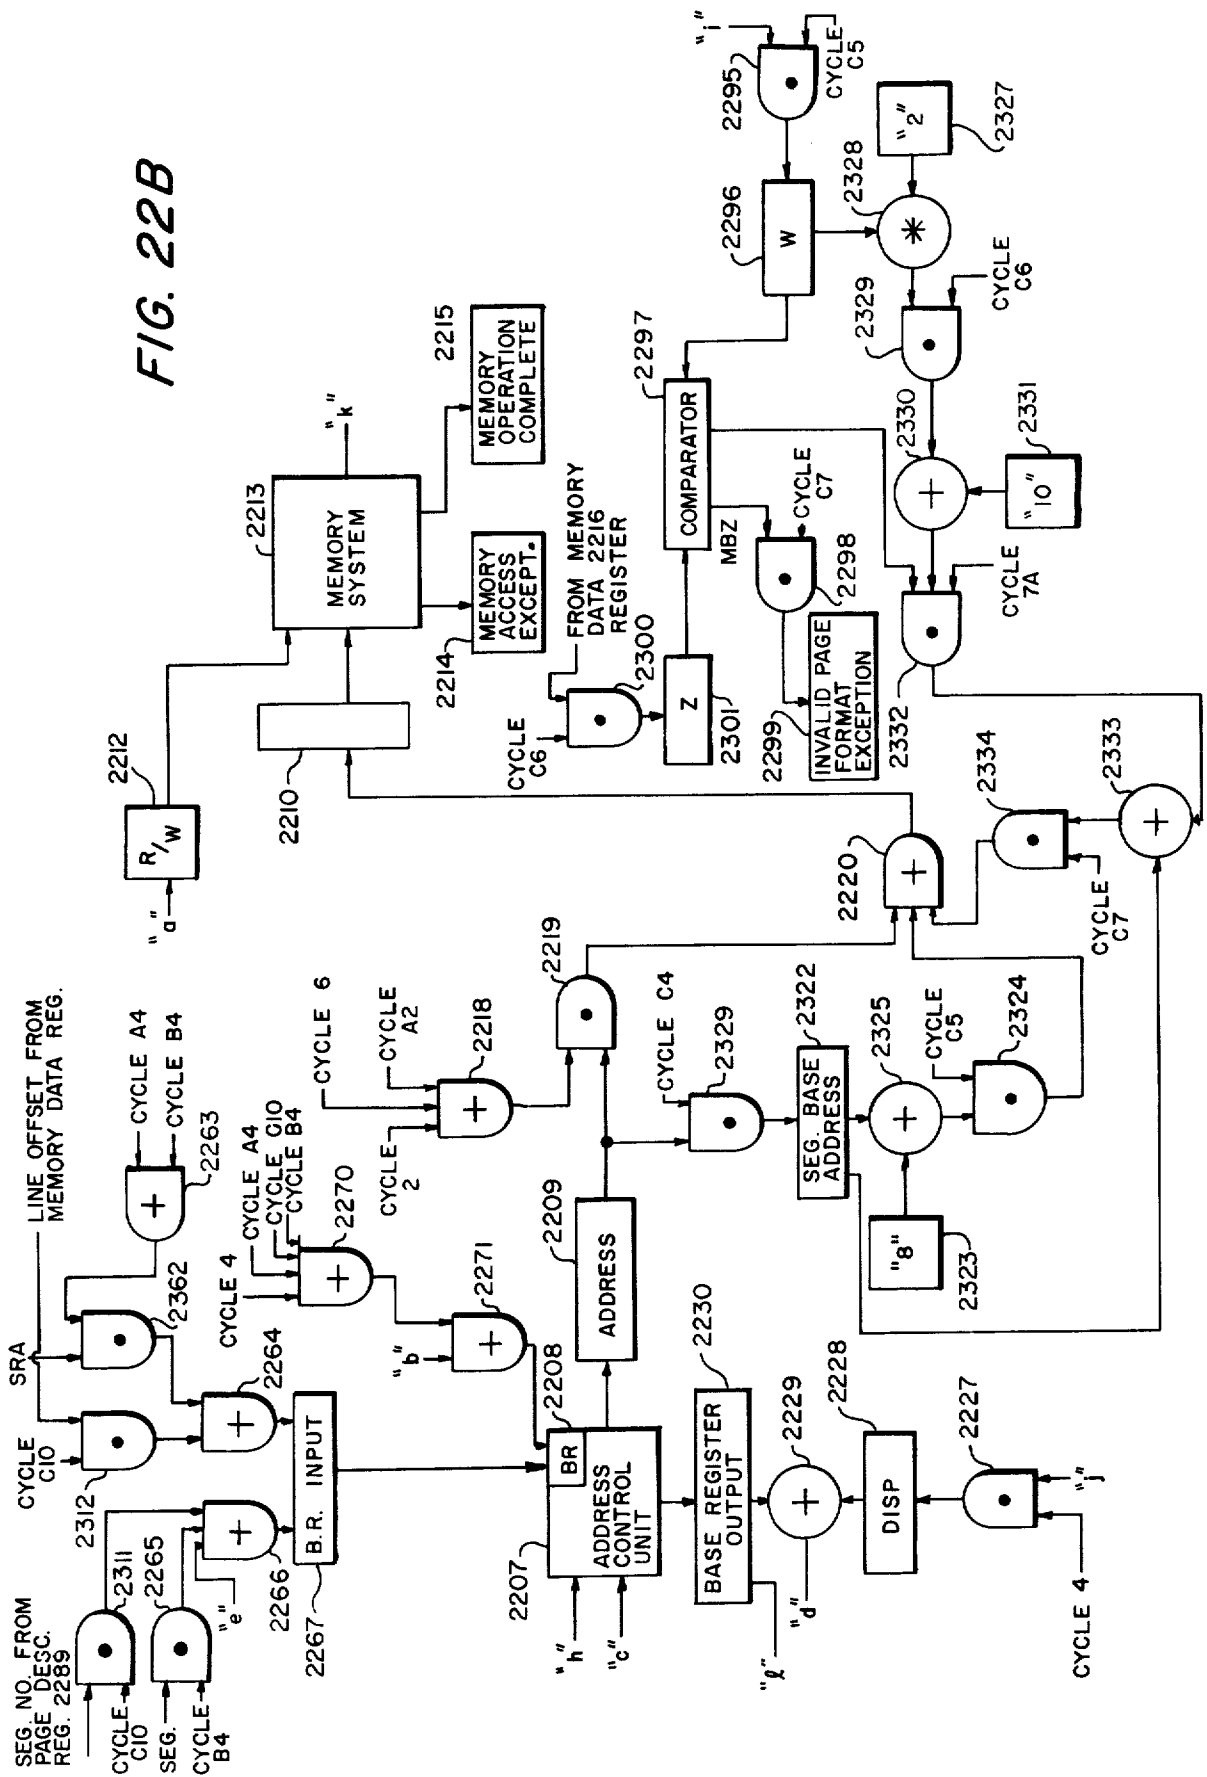 FIG. 22B
SEG. NO. FROM
PAGE DESC.
REG. 2289
CYCLE
C10
2311
SEG.
CYCLE
B4
2265
"e"
2266
2267
B.R. INPUT
CYCLE
C10
2312
SRA
LINE OFFSET FROM
MEMORY DATA REG.
CYCLE A4
CYCLE B4
2263
2362
2264
CYCLE 4
CYCLE A4
CYCLE C10
CYCLE B4
2270
"b"
2271
CYCLE
2
CYCLE 6
CYCLE
A2
2218
2219
"a"
R/W
2212
2210
MEMORY
SYSTEM
2213
"k"
MEMORY
ACCESS
EXCEPT.
2214
MEMORY
OPERATION
COMPLETE
2215
"h"
"c"
2207
ADDRESS
CONTROL
UNIT
BR
2208
ADDRESS
2209
CYCLE C4
2329
SEG. BASE
ADDRESS
2322
2325
"8"
2323
CYCLE
C5
2324
"l"
BASE REGISTER
OUTPUT
2230
"d"
2229
DISP
2228
2227
CYCLE 4
"j"
2220
2334
CYCLE
C7
2333
CYCLE
C6
FROM MEMORY
DATA 2216
REGISTER
2300
Z
2301
COMPARATOR
2297
MBZ
CYCLE
C7
2298
INVALID PAGE
FORMAT
EXCEPTION
2299
"i"
CYCLE
C5
2295
W
2296
"2"
2327
*
2328
CYCLE
C6
2329
2330
"10"
2331
CYCLE
7A
2332